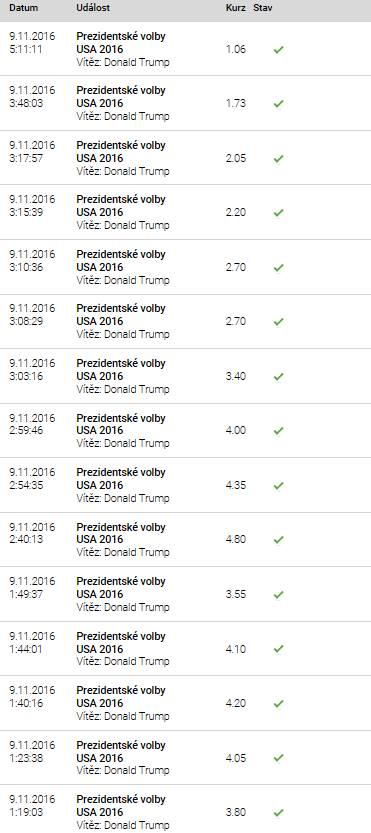 Datum Událost Kurz Stav
9.11.2016 Prezidentské volby
5:11:11 USA 2016 1.06
Vítěz: Donald Trump
9.11.2016 Prezidentské volby
3:48:03 USA 2016 1.73
Vítěz: Donald Trump
9.11.2016 Prezidentské volby
3:17:57 USA 2016 2.05
Vítěz: Donald Trump
9.11.2016 Prezidentské volby
3:15:39 USA 2016 2.20
Vítěz: Donald Trump
9.11.2016 Prezidentské volby
3:10:36 USA 2016 2.70
Vítěz: Donald Trump
9.11.2016 Prezidentské volby
3:08:29 USA 2016 2.70
Vítěz: Donald Trump
9.11.2016 Prezidentské volby
3:03:16 USA 2016 3.40
Vítěz: Donald Trump
9.11.2016 Prezidentské volby
2:59:46 USA 2016 4.00
Vítěz: Donald Trump
9.11.2016 Prezidentské volby
2:54:35 USA 2016 4.35
Vítěz: Donald Trump
9.11.2016 Prezidentské volby
2:40:13 USA 2016 4.80
Vítěz: Donald Trump
9.11.2016 Prezidentské volby
1:49:37 USA 2016 3.55
Vítěz: Donald Trump
9.11.2016 Prezidentské volby
1:44:01 USA 2016 4.10
Vítěz: Donald Trump
9.11.2016 Prezidentské volby
1:40:16 USA 2016 4.20
Vítěz: Donald Trump
9.11.2016 Prezidentské volby
1:23:38 USA 2016 4.05
Vítěz: Donald Trump
9.11.2016 Prezidentské volby
1:19:03 USA 2016 3.80
Vítěz: Donald Trump